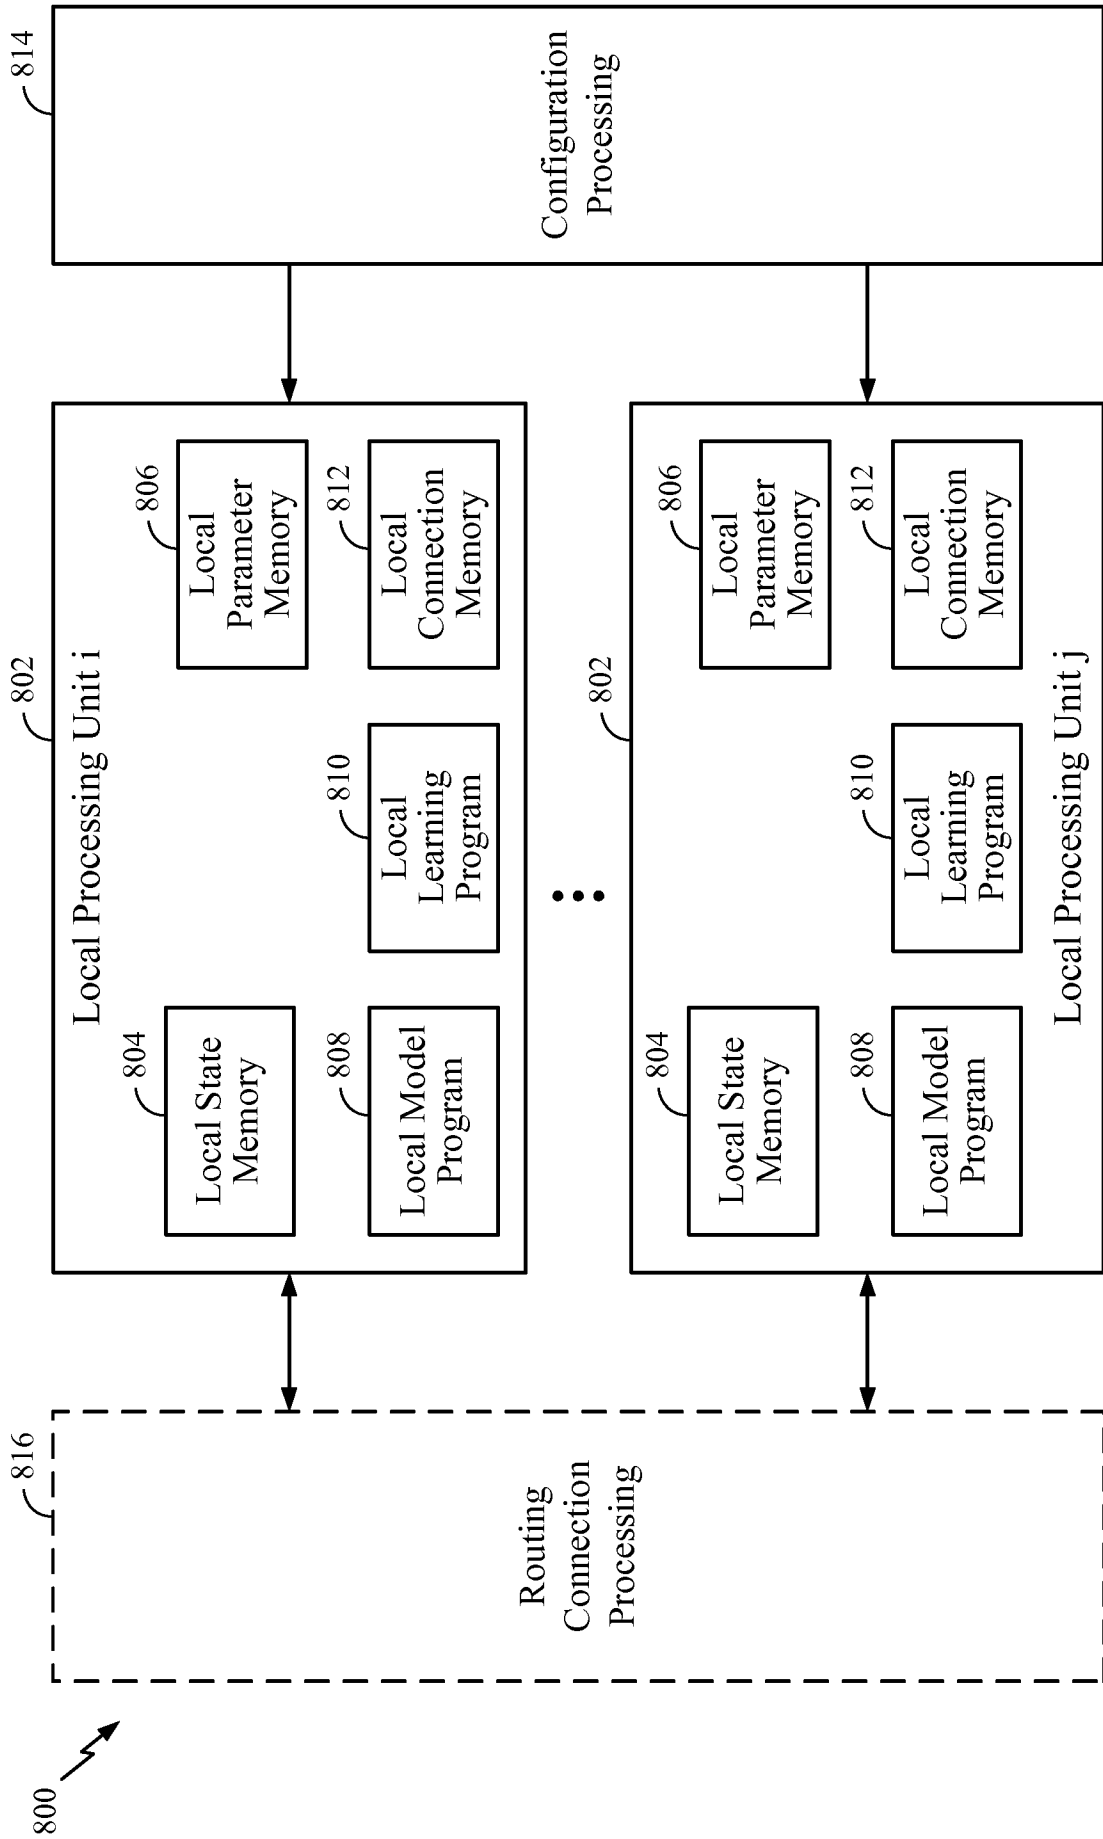 800
816
Routing
Connection
Processing
802
Local Processing Unit i
804
Local State
Memory
806
Local
Parameter
Memory
808
Local Model
Program
810
Local
Learning
Program
812
Local
Connection
Memory
802
804
Local State
Memory
806
Local
Parameter
Memory
808
Local Model
Program
810
Local
Learning
Program
812
Local
Connection
Memory
Local Processing Unit j
814
Configuration
Processing